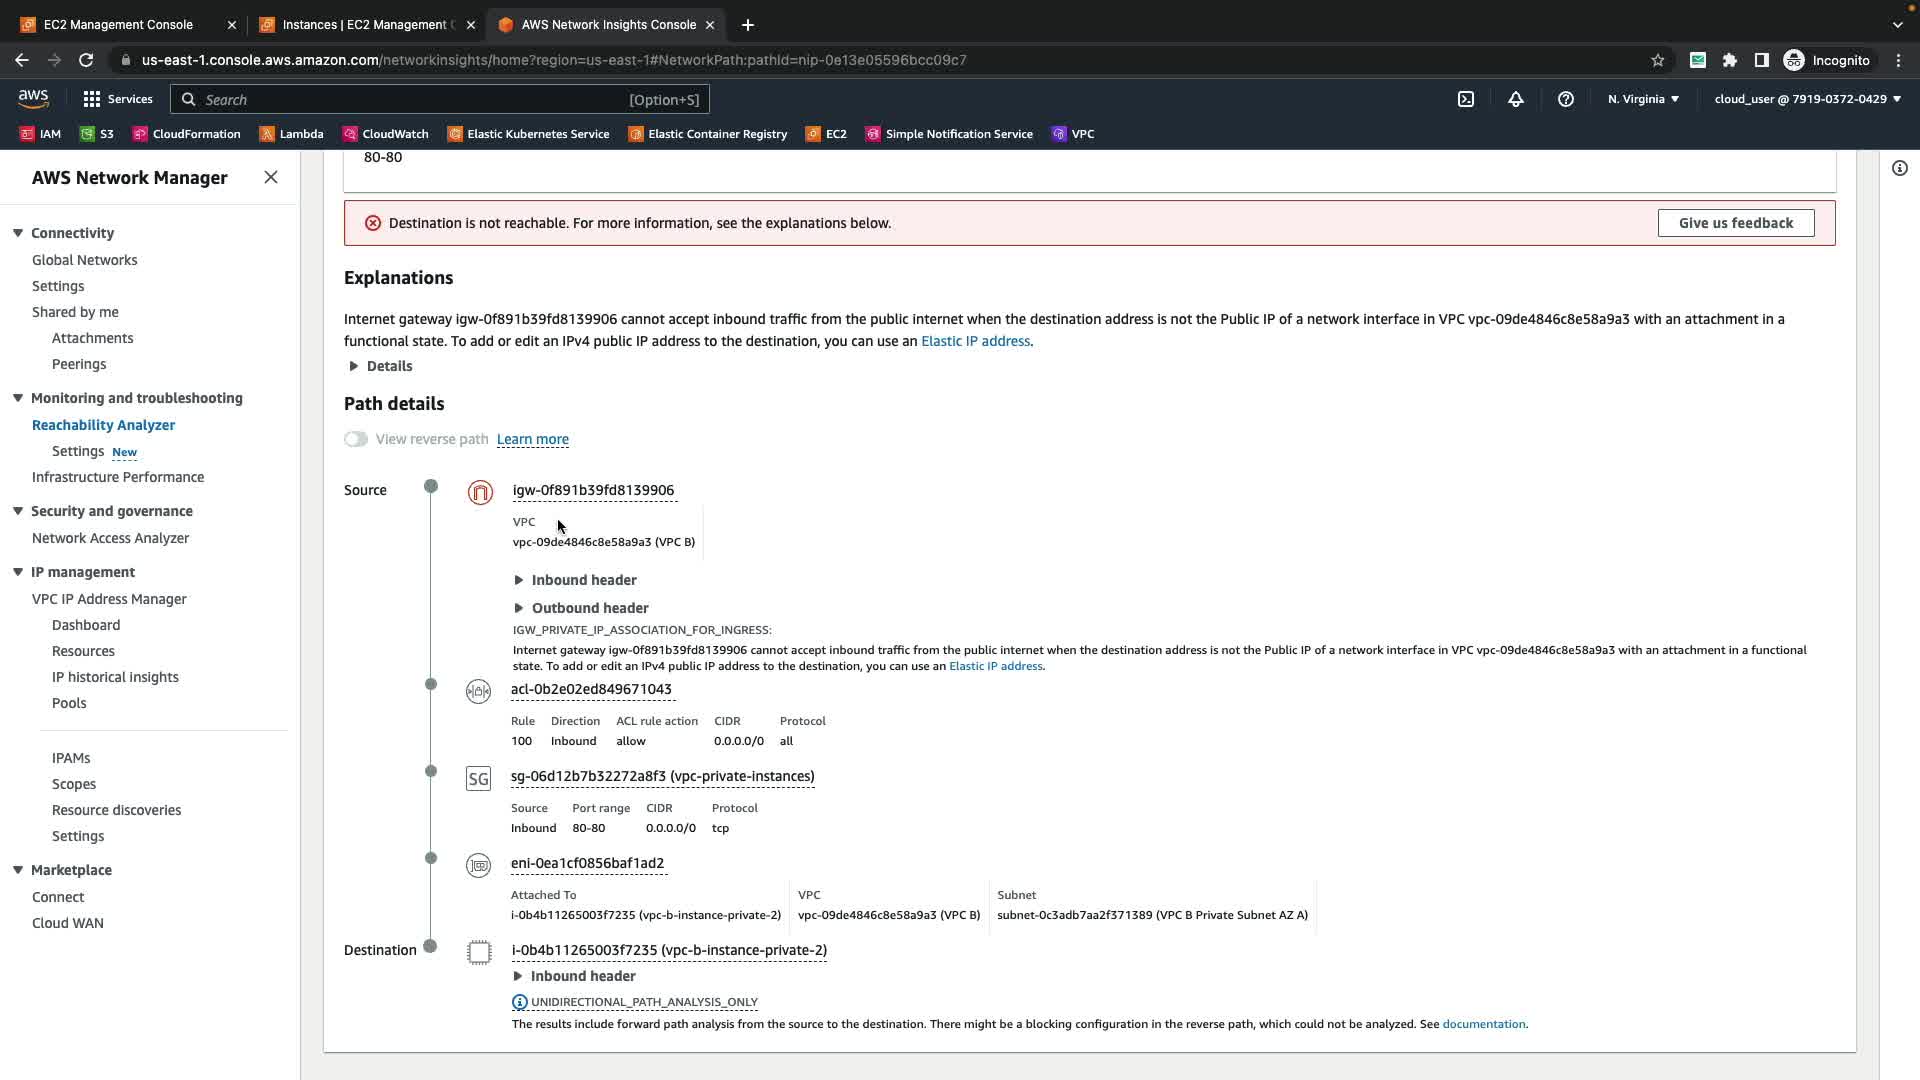 EC2 Management Console
Instances | EC2 Management C
AWS Network Insights Console
us-east-1.console.aws.amazon.com/networkinsights/home?region=us-east-1#NetworkPath:pathId=nip-0e13e05596bcc09c7
Incognito
aws
Services
Search
[Option+S]
N. Virginia
cloud_user @ 7919-0372-0429
IAM
S3
CloudFormation
Lambda
CloudWatch
Elastic Kubernetes Service
Elastic Container Registry
EC2
Simple Notification Service
VPC
AWS Network Manager
Connectivity
Global Networks
Settings
Shared by me
Attachments
Peerings
Monitoring and troubleshooting
Reachability Analyzer
Settings New
Infrastructure Performance
Security and governance
Network Access Analyzer
IP management
VPC IP Address Manager
Dashboard
Resources
IP historical insights
Pools
IPAMs
Scopes
Resource discoveries
Settings
Marketplace
Connect
Cloud WAN
80-80
Destination is not reachable. For more information, see the explanations below.
Give us feedback
Explanations
Internet gateway igw-0f891b39fd8139906 cannot accept inbound traffic from the public internet when the destination address is not the Public IP of a network interface in VPC vpc-09de4846c8e58a9a3 with an attachment in a
functional state. To add or edit an IPv4 public IP address to the destination, you can use an Elastic IP address.
Details
Path details
View reverse path Learn more
Source
igw-0f891b39fd8139906
VPC
vpc-09de4846c8e58a9a3 (VPC B)
Inbound header
Outbound header
IGW_PRIVATE_IP_ASSOCIATION_FOR_INGRESS:
Internet gateway igw-0f891b39fd8139906 cannot accept inbound traffic from the public internet when the destination address is not the Public IP of a network interface in VPC vpc-09de4846c8e58a9a3 with an attachment in a functional
state. To add or edit an IPv4 public IP address to the destination, you can use an Elastic IP address.
acl-0b2e02ed849671043
Rule Direction ACL rule action CIDR Protocol
100 Inbound allow 0.0.0.0/0 all
SG
sg-06d12b7b32272a8f3 (vpc-private-instances)
Source Port range CIDR Protocol
Inbound 80-80 0.0.0.0/0 tcp
eni-0ea1cf0856baf1ad2
Attached To VPC Subnet
i-0b4b11265003f7235 (vpc-b-instance-private-2) vpc-09de4846c8e58a9a3 (VPC B) subnet-0c3adb7aa2f371389 (VPC B Private Subnet AZ A)
Destination
i-0b4b11265003f7235 (vpc-b-instance-private-2)
Inbound header
UNIDIRECTIONAL_PATH_ANALYSIS_ONLY
The results include forward path analysis from the source to the destination. There might be a blocking configuration in the reverse path, which could not be analyzed. See documentation.